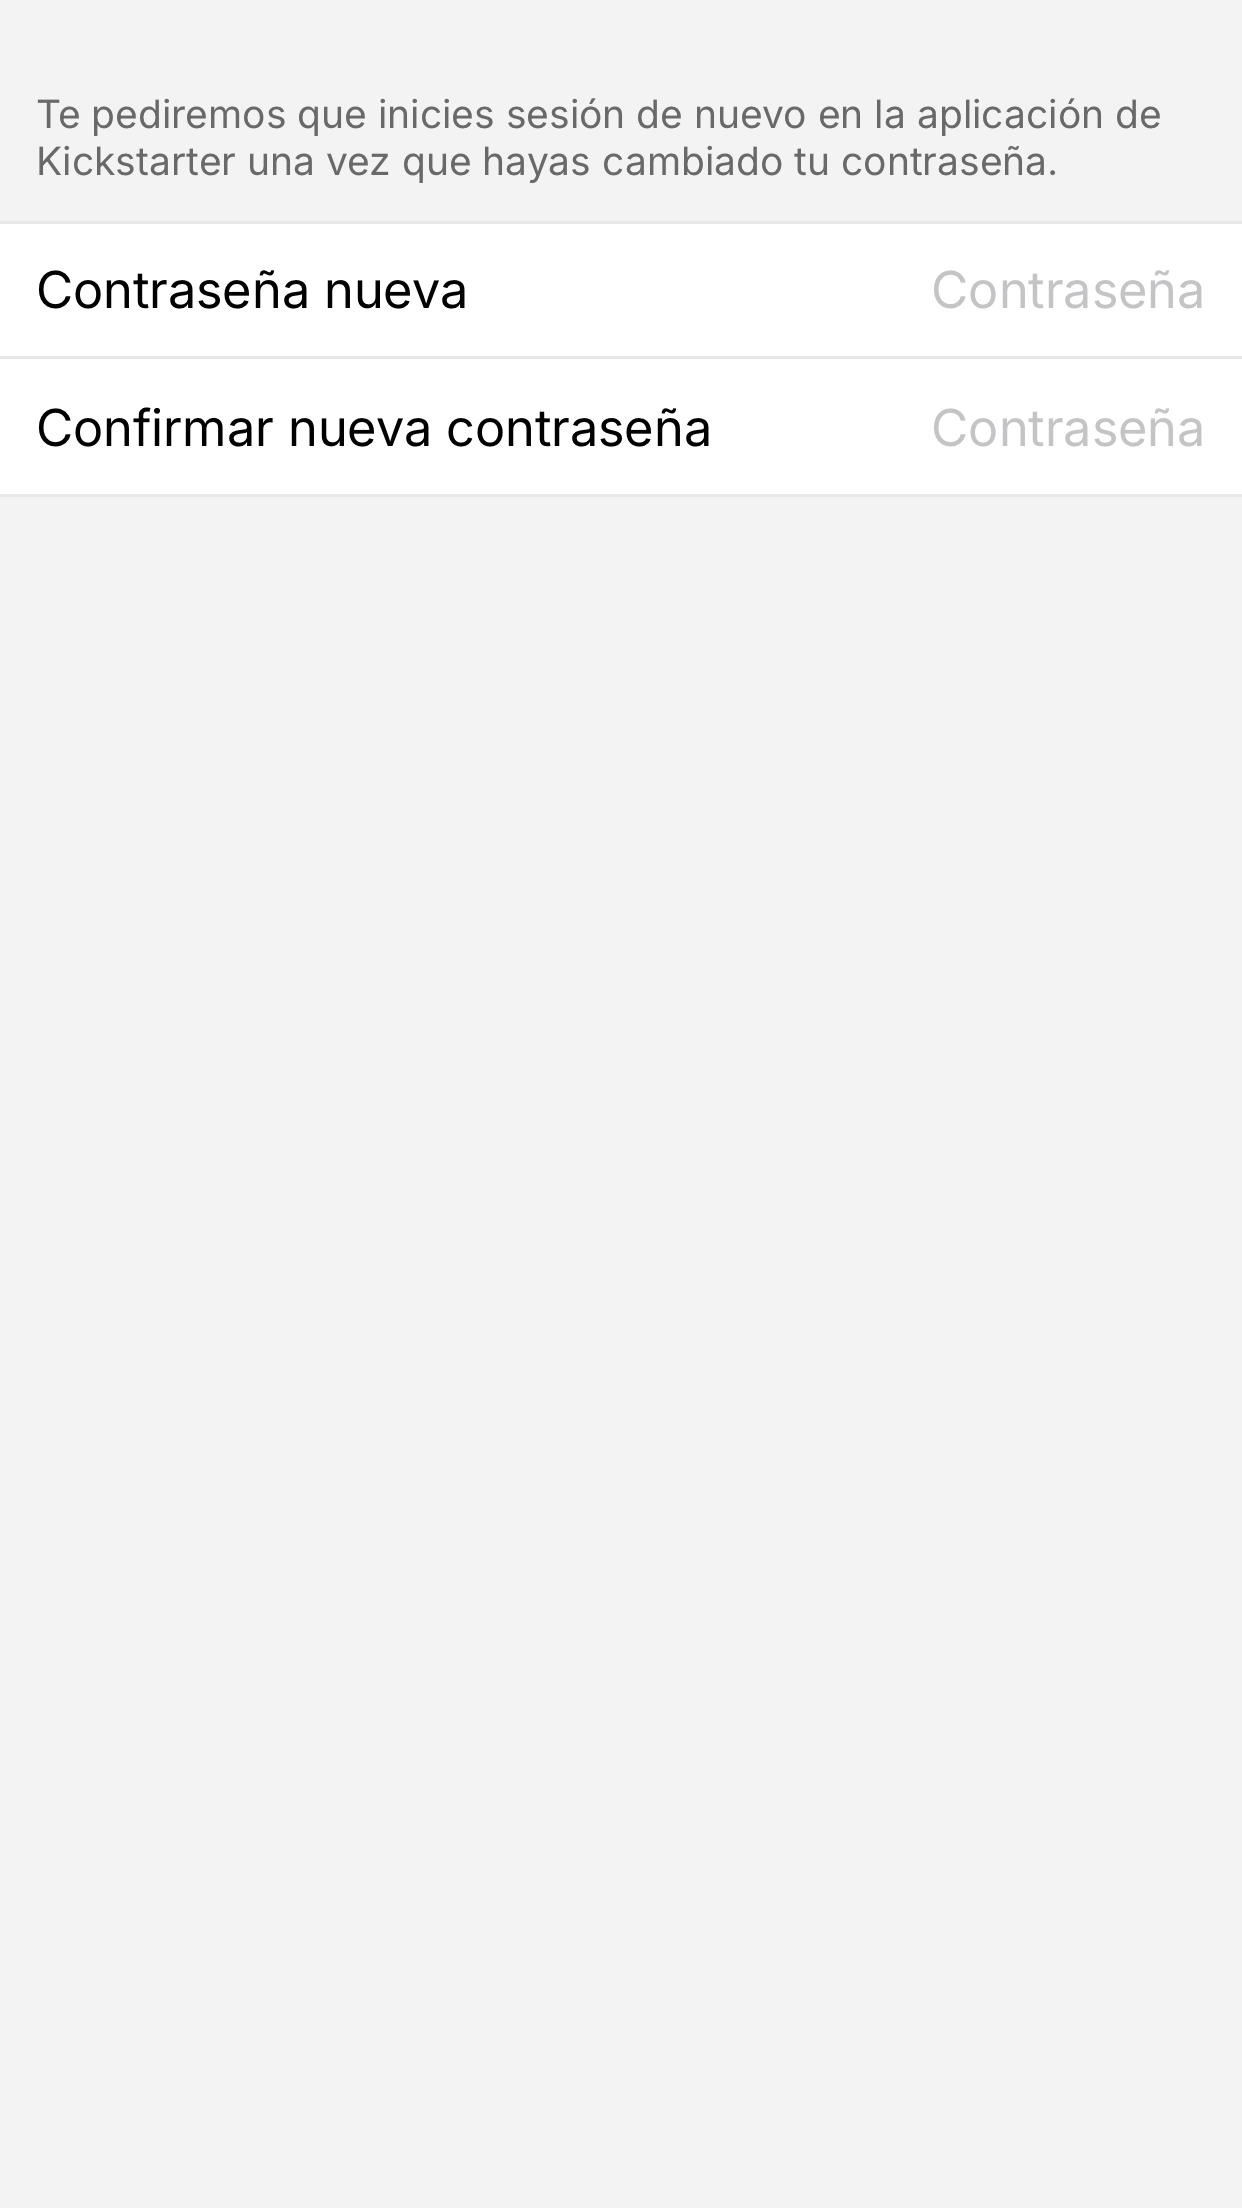 Te pediremos que inicies sesión de nuevo en la aplicación de
Kickstarter una vez que hayas cambiado tu contraseña.
Contraseña nueva Contraseña
Confirmar nueva contraseña Contraseña